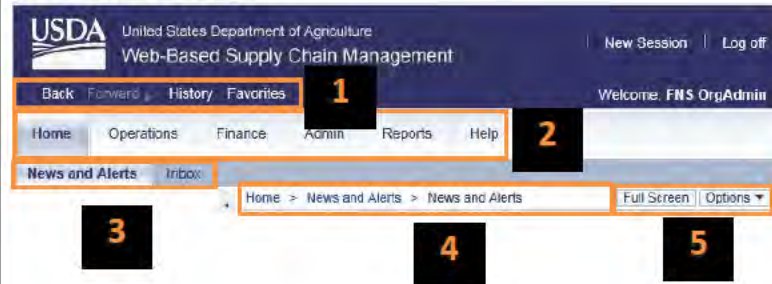 USDA United States Department of Agriculture
Web-Based Supply Chain Management
New Session | Log off
Back Forward History Favorites
1
Welcome, FNS OrgAdmin
Home Operations Finance Admin Reports Help
2
News and Alerts Inbox
Home > News and Alerts > News and Alerts
Full Screen Options
3
4
5